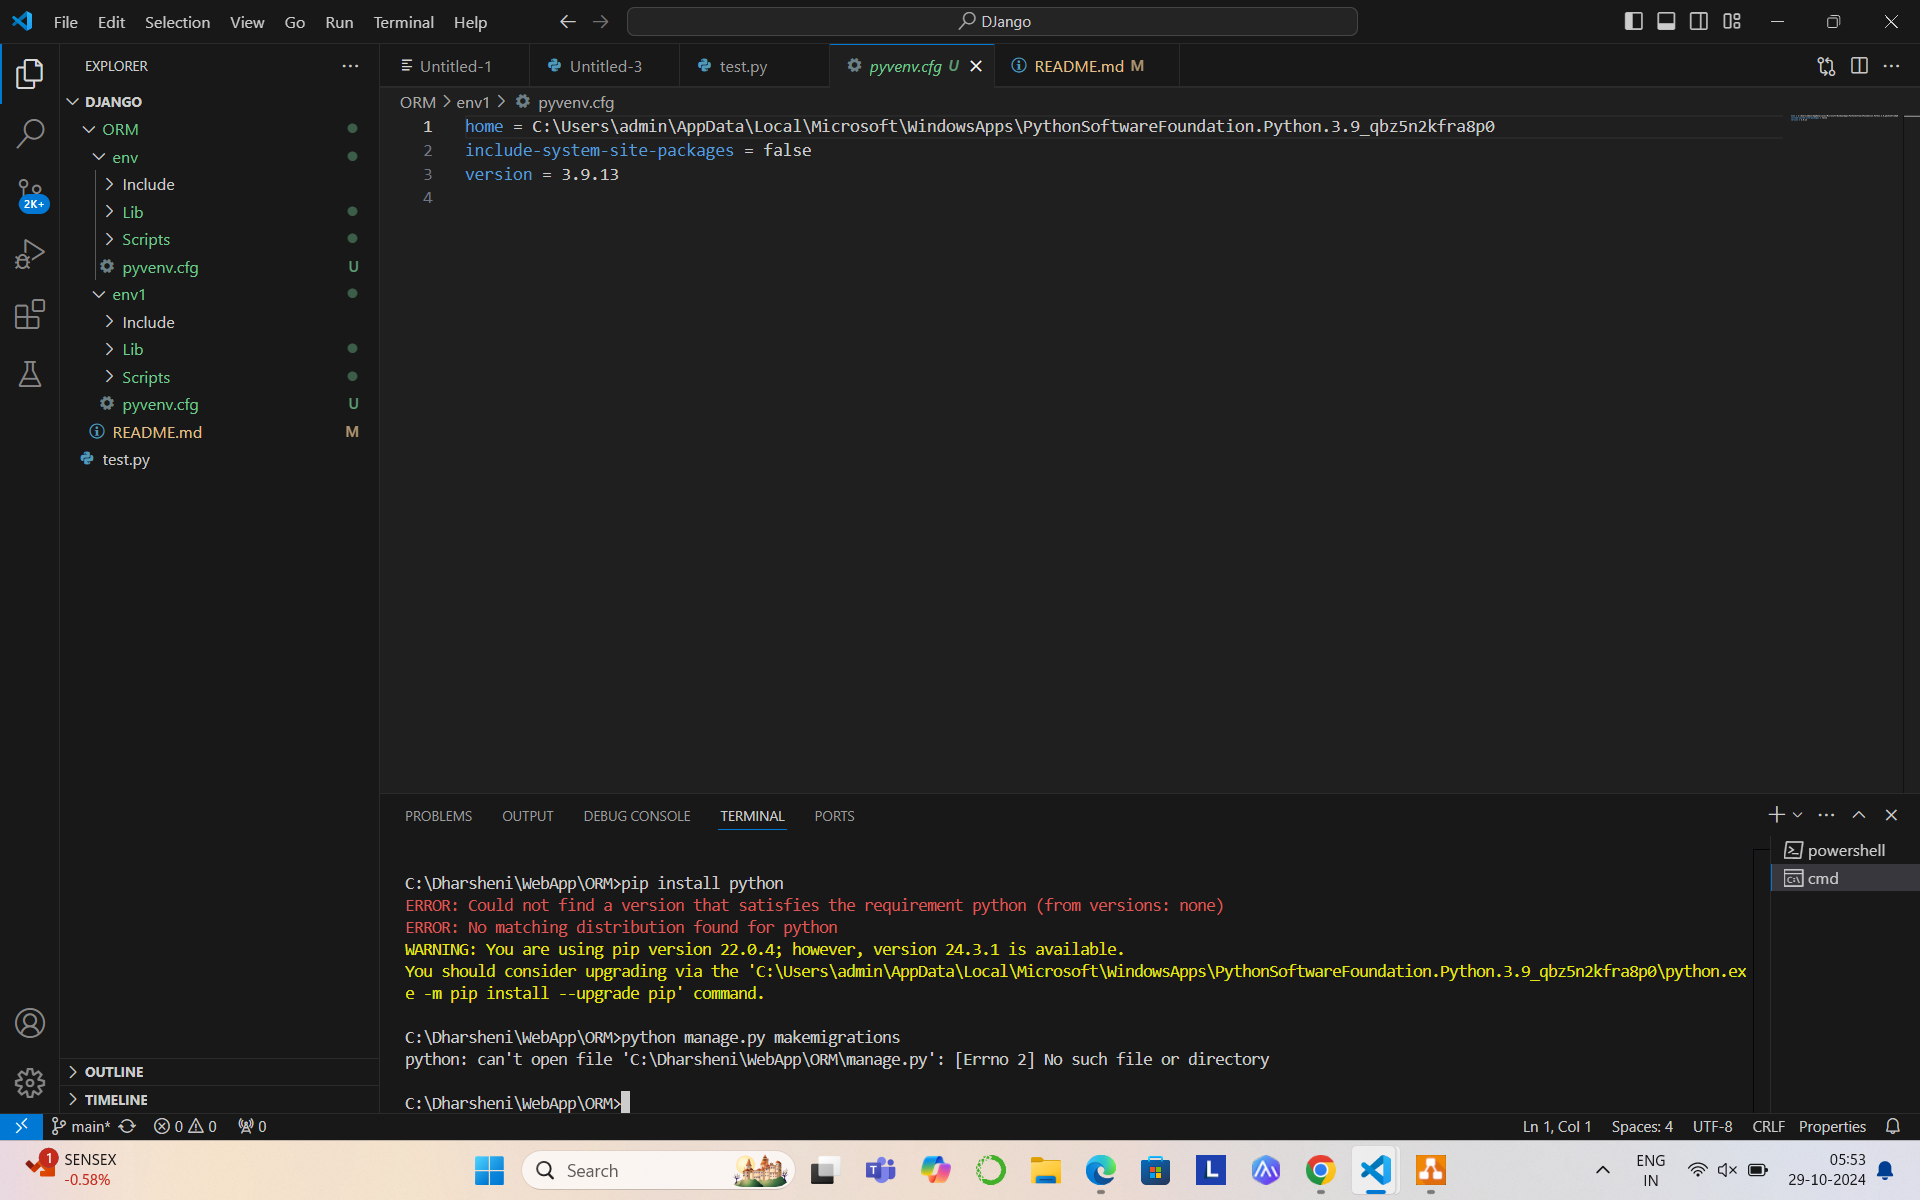 File Edit Selection View Go Run Terminal Help
DJango
EXPLORER
DJANGO
ORM
env
Include
Lib
Scripts
pyvenv.cfg U
env1
Include
Lib
Scripts
pyvenv.cfg U
README.md M
test.py
OUTLINE
TIMELINE
2K+
Untitled-1 Untitled-3 test.py pyvenv.cfg U README.md M
ORM > env1 > pyvenv.cfg
1 home = C:\Users\admin\AppData\Local\Microsoft\WindowsApps\PythonSoftwareFoundation.Python.3.9_qbz5n2kfra8p0
2 include-system-site-packages = false
3 version = 3.9.13
4
PROBLEMS OUTPUT DEBUG CONSOLE TERMINAL PORTS
powershell
cmd
C:\Dharsheni\WebApp\ORM>pip install python
ERROR: Could not find a version that satisfies the requirement python (from versions: none)
ERROR: No matching distribution found for python
WARNING: You are using pip version 22.0.4; however, version 24.3.1 is available.
You should consider upgrading via the 'C:\Users\admin\AppData\Local\Microsoft\WindowsApps\PythonSoftwareFoundation.Python.3.9_qbz5n2kfra8p0\python.ex
e -m pip install --upgrade pip' command.
C:\Dharsheni\WebApp\ORM>python manage.py makemigrations
python: can't open file 'C:\Dharsheni\WebApp\ORM\manage.py': [Errno 2] No such file or directory
C:\Dharsheni\WebApp\ORM>
main* 0 0 0
Ln 1, Col 1 Spaces: 4 UTF-8 CRLF Properties
1 SENSEX
-0.58%
Search
L
ENG
IN
05:53
29-10-2024